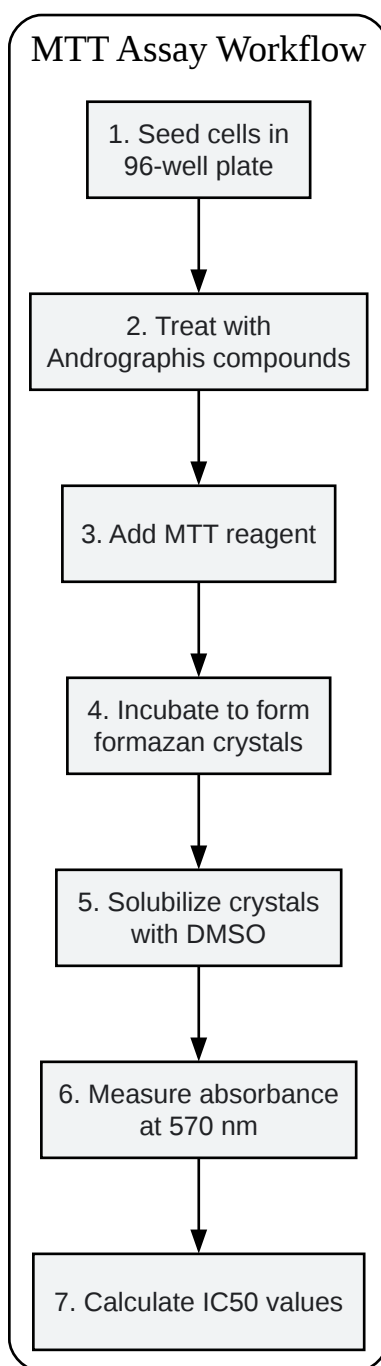 MTT Assay Workflow
1. Seed cells in
96-well plate
2. Treat with
Andrographis compounds
3. Add MTT reagent
4. Incubate to form
formazan crystals
5. Solubilize crystals
with DMSO
6. Measure absorbance
at 570 nm
7. Calculate IC50 values